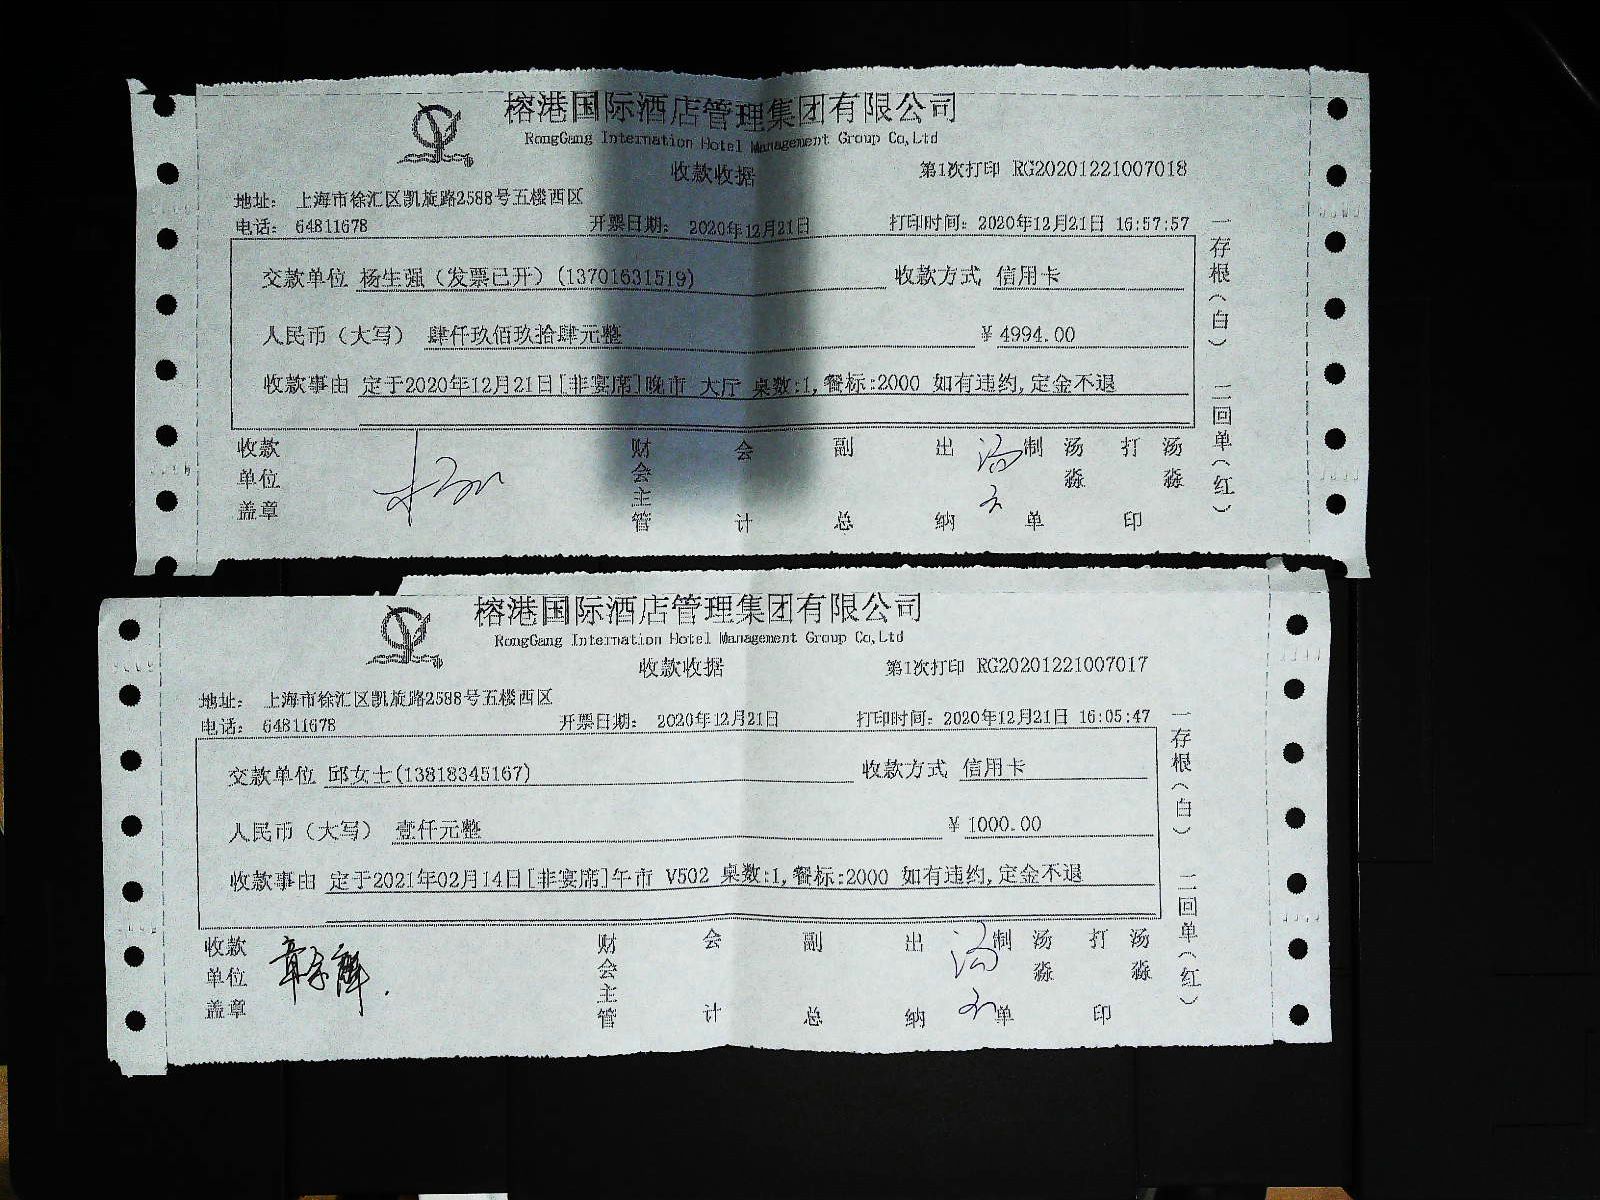 榕港国际酒店管理集团有限公司
RongGang Internation Hotel Management Group Co,Ltd
收款收据
第1次打印 RG20201221007018
地址: 上海市徐汇区凯旋路2588号五楼西区
电话: 64811678 开票日期: 2020年12月21日 打印时间: 2020年12月21日 16:57:57
交款单位 杨生强(发票已开)(13701631519) 收款方式 信用卡
人民币(大写) 肆仟玖佰玖拾肆元整 ¥4994.00
收款事由 定于2020年12月21日[非宴席]晚市 大厅 桌数:1,餐标:2000 如有违约,定金不退
收款单位盖章 财会主管 会计 副总 出纳 制单 汤淼 打印 汤淼
一存根(白) 二回单(红)
榕港国际酒店管理集团有限公司
RongGang Internation Hotel Management Group Co,Ltd
收款收据
第1次打印 RG20201221007017
地址: 上海市徐汇区凯旋路2588号五楼西区
电话: 64811678 开票日期: 2020年12月21日 打印时间: 2020年12月21日 16:05:47
交款单位 邱女士(13818345167) 收款方式 信用卡
人民币(大写) 壹仟元整 ¥1000.00
收款事由 定于2021年02月14日[非宴席]午市 V502 桌数:1,餐标:2000 如有违约,定金不退
收款单位盖章 财会主管 会计 副总 出纳 制单 汤淼 打印 汤淼
一存根(白) 二回单(红)